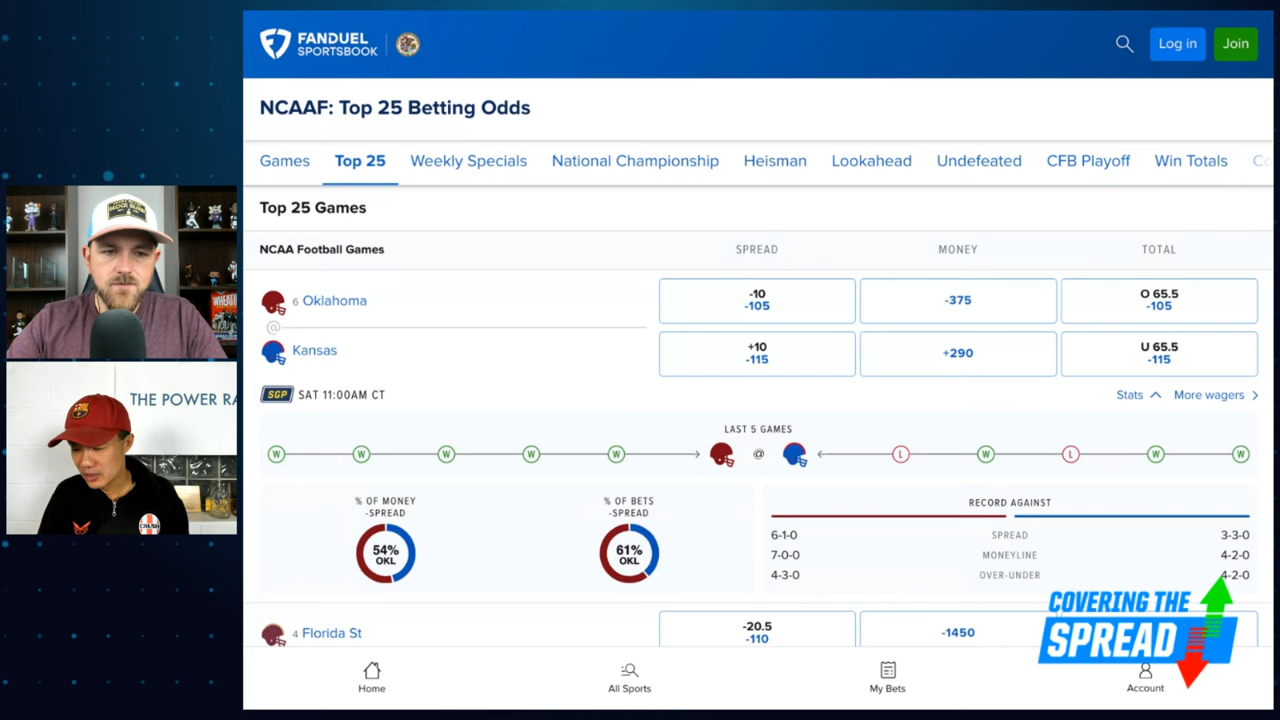 FANDUEL
SPORTSBOOK
Log in
Join
NCAAF: Top 25 Betting Odds
Games
Top 25
Weekly Specials
National Championship
Heisman
Lookahead
Undefeated
CFB Playoff
Win Totals
Top 25 Games
NCAA Football Games
SPREAD
MONEY
TOTAL
6 Oklahoma
-10
-105
-375
O 65.5
-105
@
Kansas
+10
-115
+290
U 65.5
-115
SGP SAT 11:00AM CT
Stats
More wagers
LAST 5 GAMES
W W W W W @ L W L W W
% OF MONEY
-SPREAD
54%
OKL
% OF BETS
-SPREAD
61%
OKL
RECORD AGAINST
6-1-0 SPREAD 3-3-0
7-0-0 MONEYLINE 4-2-0
4-3-0 OVER-UNDER 4-2-0
4 Florida St
-20.5
-110
-1450
Home
All Sports
My Bets
Account
COVERING THE
SPREAD
THE POWER RA
CRUSH